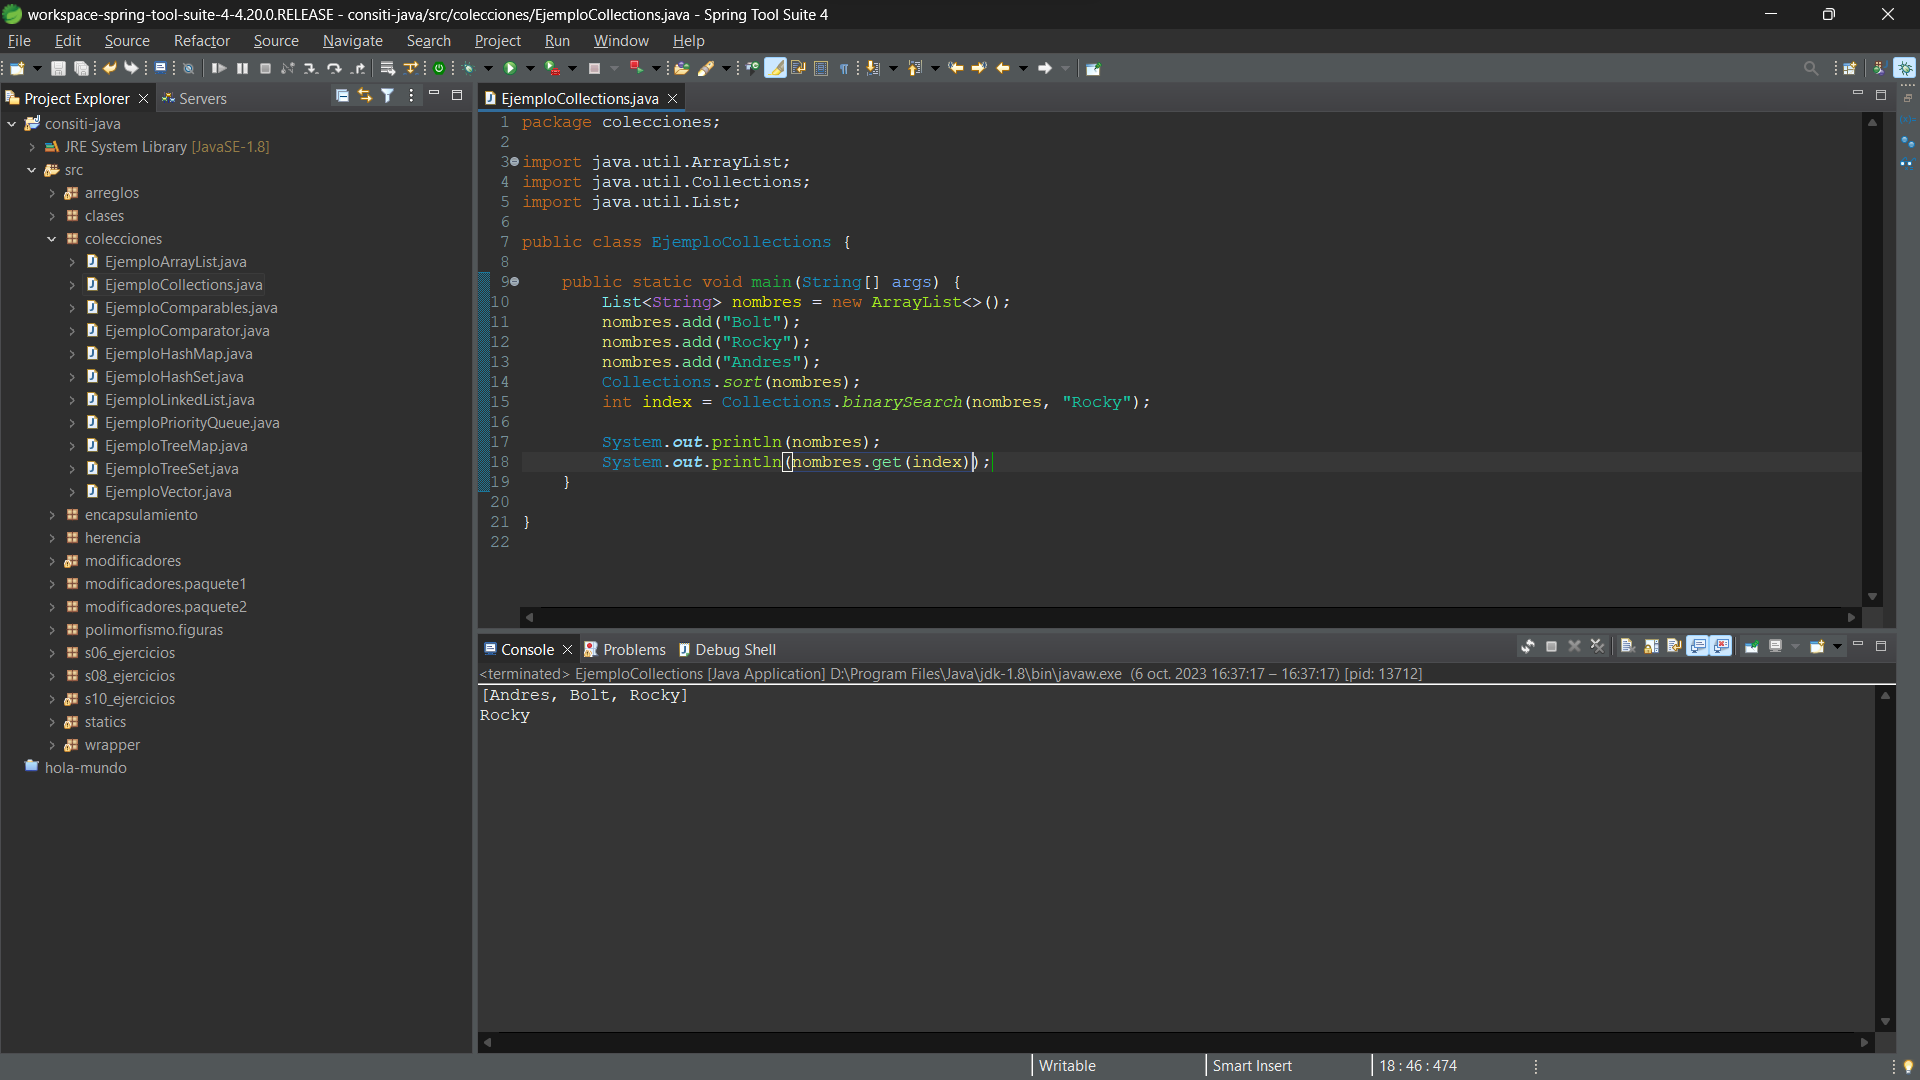 workspace-spring-tool-suite-4-4.20.0.RELEASE - consiti-java/src/colecciones/EjemploCollections.java - Spring Tool Suite 4
File Edit Source Refactor Source Navigate Search Project Run Window Help
Project Explorer
Servers
consiti-java
JRE System Library [JavaSE-1.8]
src
arreglos
clases
colecciones
EjemploArrayList.java
EjemploCollections.java
EjemploComparables.java
EjemploComparator.java
EjemploHashMap.java
EjemploHashSet.java
EjemploLinkedList.java
EjemploPriorityQueue.java
EjemploTreeMap.java
EjemploTreeSet.java
EjemploVector.java
encapsulamiento
herencia
modificadores
modificadores.paquete1
modificadores.paquete2
polimorfismo.figuras
s06_ejercicios
s08_ejercicios
s10_ejercicios
statics
wrapper
hola-mundo
EjemploCollections.java
1 package colecciones;
2
3 import java.util.ArrayList;
4 import java.util.Collections;
5 import java.util.List;
6
7 public class EjemploCollections {
8
9 public static void main(String[] args) {
10 List<String> nombres = new ArrayList<>();
11 nombres.add("Bolt");
12 nombres.add("Rocky");
13 nombres.add("Andres");
14 Collections.sort(nombres);
15 int index = Collections.binarySearch(nombres, "Rocky");
16
17 System.out.println(nombres);
18 System.out.println(nombres.get(index));
19 }
20
21 }
22
Console
Problems
Debug Shell
<terminated> EjemploCollections [Java Application] D:\Program Files\Java\jdk-1.8\bin\javaw.exe (6 oct. 2023 16:37:17 – 16:37:17) [pid: 13712]
[Andres, Bolt, Rocky]
Rocky
Writable
Smart Insert
18 : 46 : 474